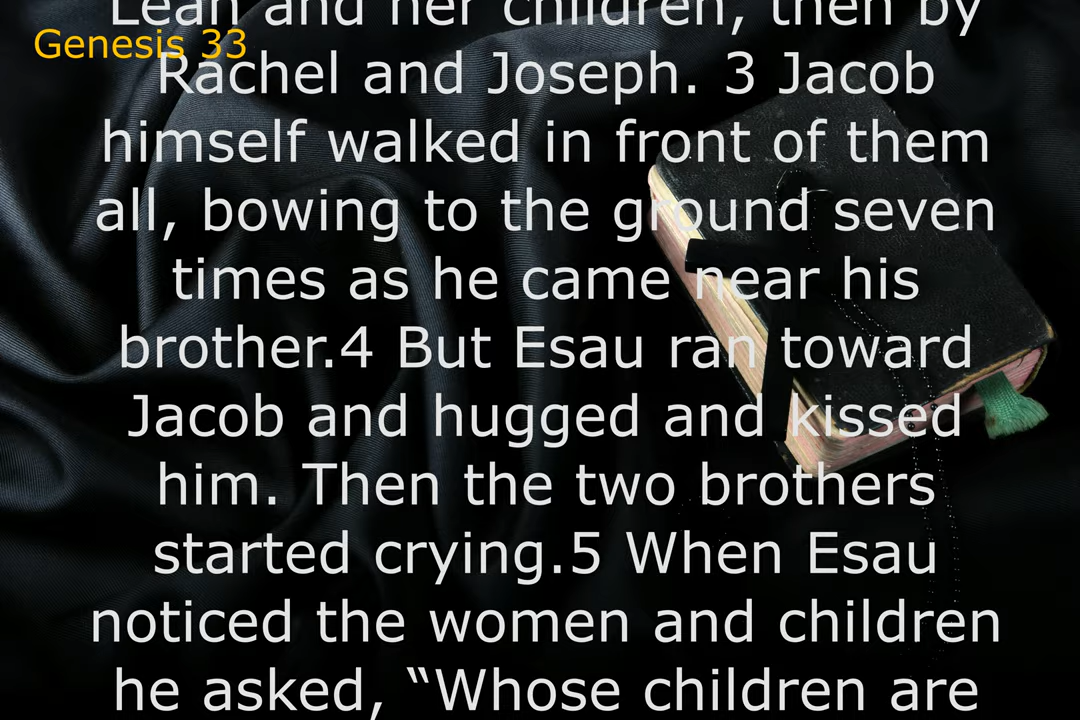 Leah and her children, then by
Genesis 33
Rachel and Joseph. 3 Jacob
himself walked in front of them
all, bowing to the ground seven
times as he came near his
brother.4 But Esau ran toward
Jacob and hugged and kissed
him. Then the two brothers
started crying.5 When Esau
noticed the women and children
he asked, “Whose children are